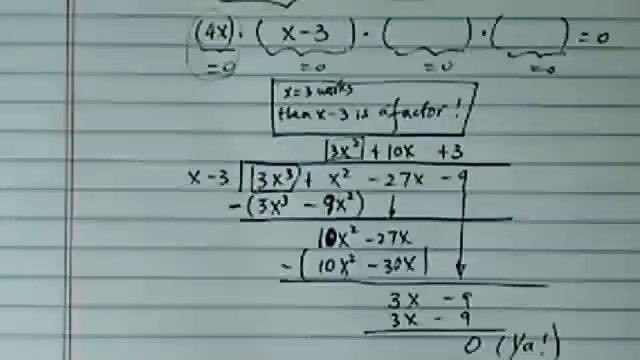 (4x) · (x-3) · ( ) · ( ) = 0
=0 =0 =0 =0
x=3 works
then x-3 is a factor!
3x² + 10x + 3
x-3 3x³ + x² - 27x - 9
-(3x³ - 9x²) ↓
10x² - 27x
-(10x² - 30x)
3x - 9
3x - 9
0 (Ya!)